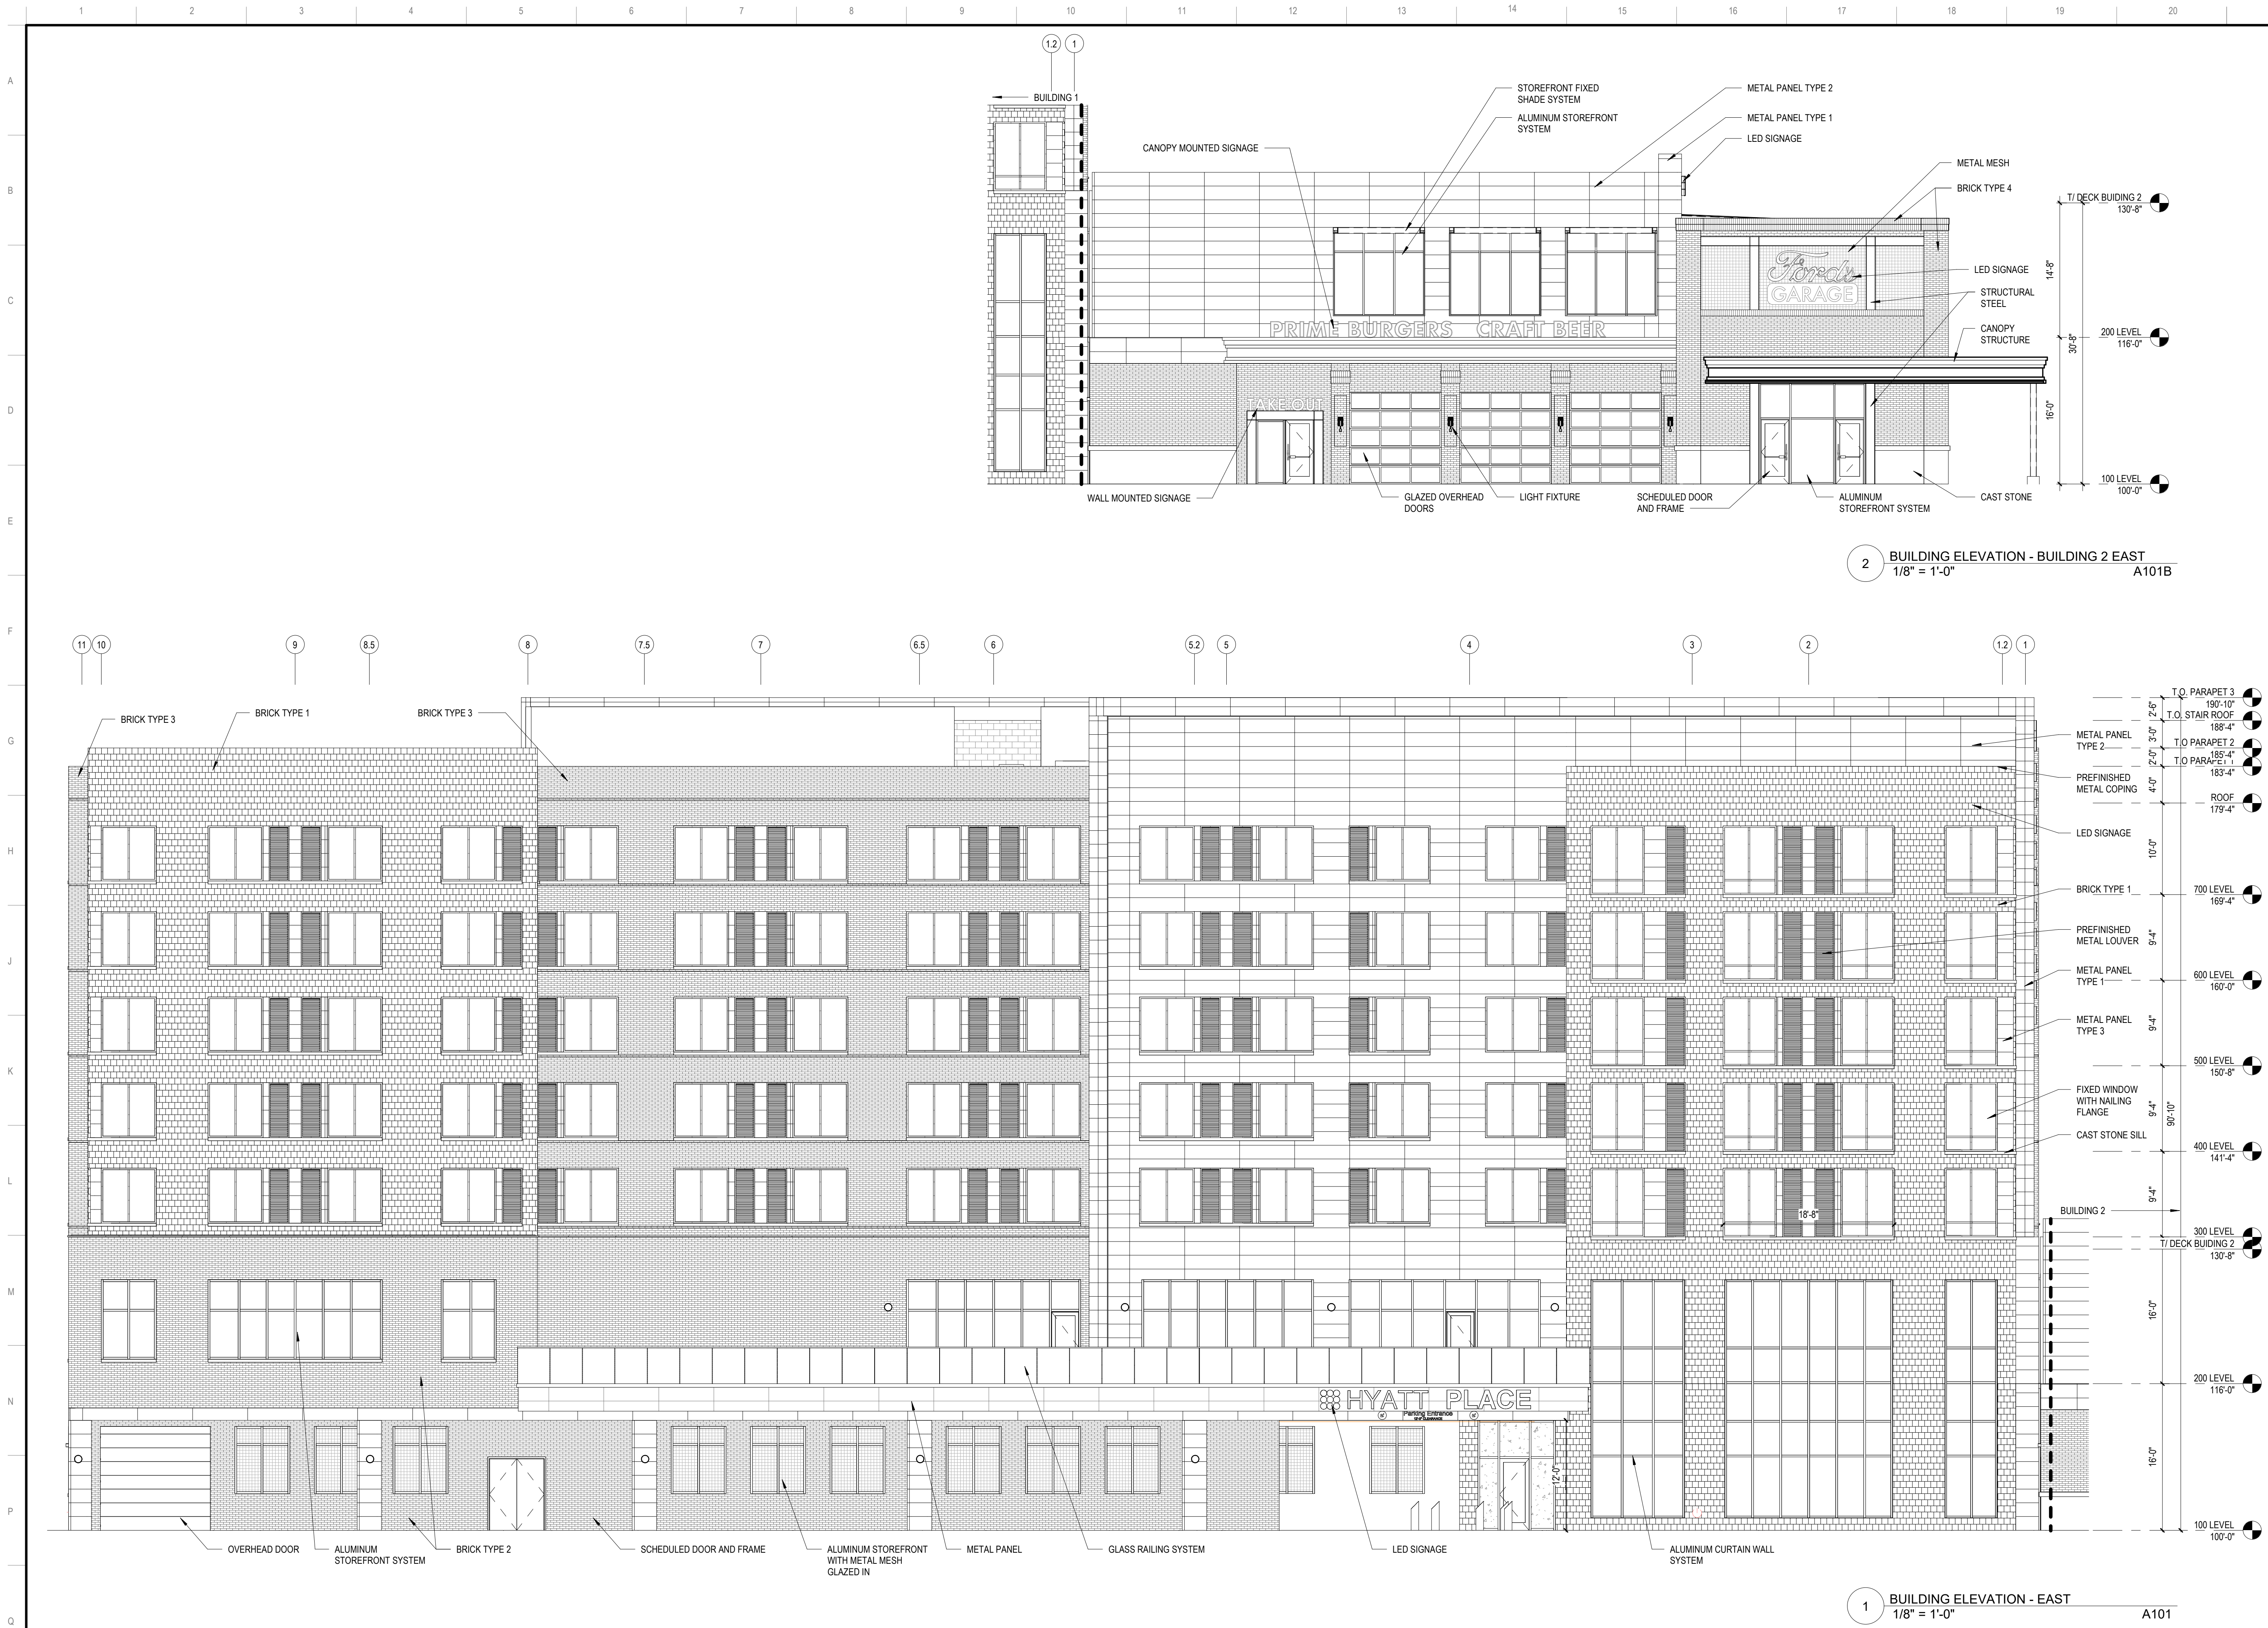 1 2 3 4 5 6 7 8 9 10 11 12 13 14 15 16 17 18 19 20
A
B
C
D
E
F
G
H
J
K
L
M
N
P
Q
1.2 1
BUILDING 1
STOREFRONT FIXED
SHADE SYSTEM
ALUMINUM STOREFRONT
SYSTEM
CANOPY MOUNTED SIGNAGE
METAL PANEL TYPE 2
METAL PANEL TYPE 1
LED SIGNAGE
METAL MESH
BRICK TYPE 4
T/ DECK BUIDING 2
130'-8"
LED SIGNAGE
STRUCTURAL
STEEL
CANOPY
STRUCTURE
14'-8"
200 LEVEL
116'-0"
30'-8"
16'-0"
100 LEVEL
100'-0"
Ford's
GARAGE
PRIME BURGERS CRAFT BEER
TAKE-OUT
WALL MOUNTED SIGNAGE
GLAZED OVERHEAD
DOORS
LIGHT FIXTURE
SCHEDULED DOOR
AND FRAME
ALUMINUM
STOREFRONT SYSTEM
CAST STONE
2 BUILDING ELEVATION - BUILDING 2 EAST
1/8" = 1'-0" A101B
11 10 9 8.5 8 7.5 7 6.5 6 5.2 5 4 3 2 1.2 1
BRICK TYPE 3
BRICK TYPE 1
BRICK TYPE 3
T.O. PARAPET 3
190'-10"
2'-6"
T.O. STAIR ROOF
188'-4"
3'-0"
T.O PARAPET 2
185'-4"
2'-0"
T.O PARAPET 1
183'-4"
4'-0"
ROOF
179'-4"
10'-0"
700 LEVEL
169'-4"
9'-4"
600 LEVEL
160'-0"
9'-4"
500 LEVEL
150'-8"
9'-4"
90'-10"
400 LEVEL
141'-4"
9'-4"
300 LEVEL
T/ DECK BUIDING 2
130'-8"
16'-0"
200 LEVEL
116'-0"
16'-0"
100 LEVEL
100'-0"
METAL PANEL
TYPE 2
PREFINISHED
METAL COPING
LED SIGNAGE
BRICK TYPE 1
PREFINISHED
METAL LOUVER
METAL PANEL
TYPE 1
METAL PANEL
TYPE 3
FIXED WINDOW
WITH NAILING
FLANGE
CAST STONE SILL
BUILDING 2
18'-8"
HYATT PLACE
Parking Entrance
12'-0"
OVERHEAD DOOR
ALUMINUM
STOREFRONT SYSTEM
BRICK TYPE 2
SCHEDULED DOOR AND FRAME
ALUMINUM STOREFRONT
WITH METAL MESH
GLAZED IN
METAL PANEL
GLASS RAILING SYSTEM
LED SIGNAGE
ALUMINUM CURTAIN WALL
SYSTEM
1 BUILDING ELEVATION - EAST
1/8" = 1'-0" A101